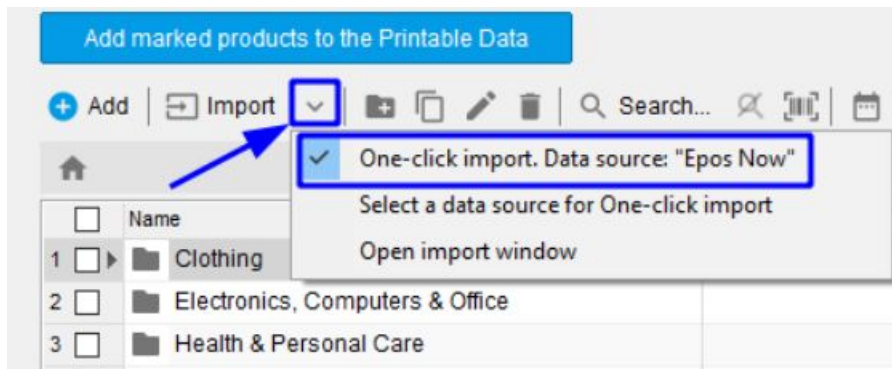 Add marked products to the Printable Data
Add Import Search...
One-click import. Data source: "Epos Now"
Select a data source for One-click import
Open import window
Name
1 Clothing
2 Electronics, Computers & Office
3 Health & Personal Care